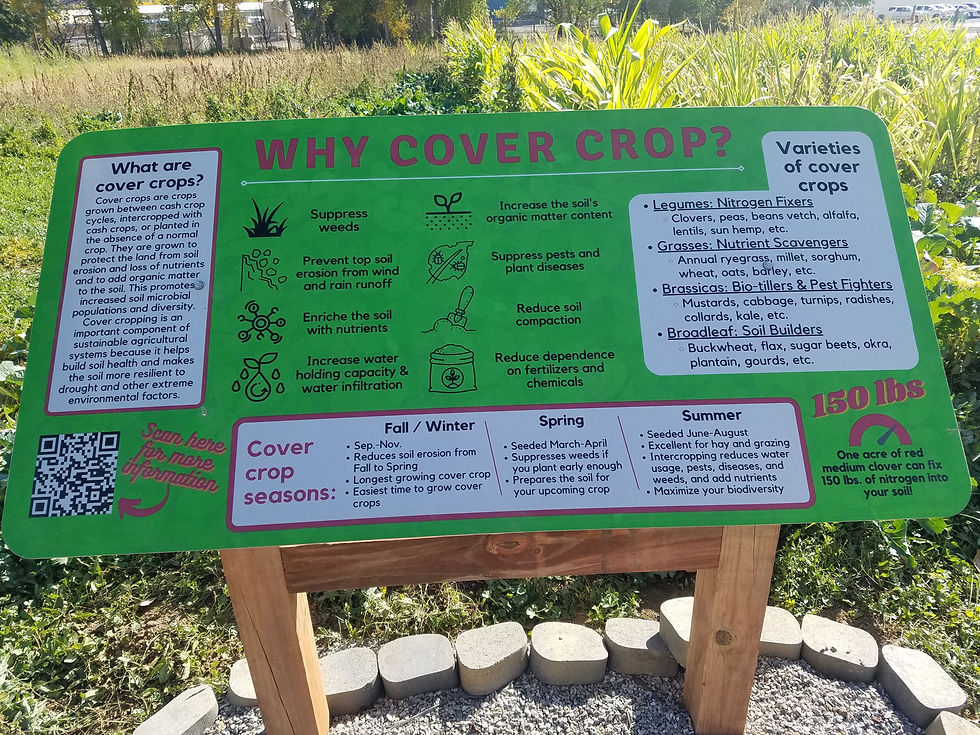 WHY COVER CROP?
What are
cover crops?
Cover crops are crops
grown between cash crop
cycles, intercropped with
cash crops, or planted in
the absence of a normal
crop. They are grown to
protect the land from soil
erosion and loss of nutrients
and to add organic matter
to the soil. This promotes
increased soil microbial
populations and diversity.
Cover cropping is an
important component of
sustainable agricultural
systems because it helps
build soil health and makes
the soil more resilient to
drought and other extreme
environmental factors.
Suppress
weeds
Prevent top soil
erosion from wind
and rain runoff
Enriche the soil
with nutrients
Increase water
holding capacity &
water infiltration
Increase the soil's
organic matter content
Suppress pests and
plant diseases
Reduce soil
compaction
Reduce dependence
on fertilizers and
chemicals
Varieties
of cover
crops
• Legumes: Nitrogen Fixers
◦ Clovers, peas, beans vetch, alfalfa,
lentils, sun hemp, etc.
• Grasses: Nutrient Scavengers
◦ Annual ryegrass, millet, sorghum,
wheat, oats, barley, etc.
• Brassicas: Bio-tillers & Pest Fighters
◦ Mustards, cabbage, turnips, radishes,
collards, kale, etc.
• Broadleaf: Soil Builders
◦ Buckwheat, flax, sugar beets, okra,
plantain, gourds, etc.
Scan here
for more
information
Cover
crop
seasons:
Fall / Winter
• Sep.-Nov.
• Reduces soil erosion from
Fall to Spring
• Longest growing cover crop
• Easiest time to grow cover
crops
Spring
• Seeded March-April
• Suppresses weeds if
you plant early enough
• Prepares the soil for
your upcoming crop
Summer
• Seeded June-August
• Excellent for hay and grazing
• Intercropping reduces water
usage, pests, diseases, and
weeds, and add nutrients
• Maximize your biodiversity
150 lbs
One acre of red
medium clover can fix
150 lbs. of nitrogen into
your soil!